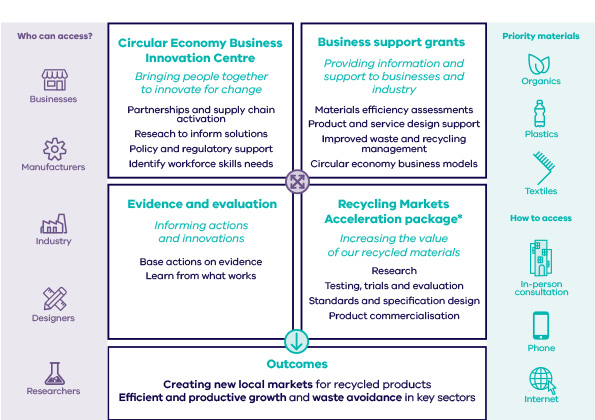 Who can access?
Businesses
Manufacturers
Industry
Designers
Researchers
Circular Economy Business
Innovation Centre
Bringing people together
to innovate for change
Partnerships and supply chain
activation
Reseach to inform solutions
Policy and regulatory support
Identify workforce skills needs
Business support grants
Providing information and
support to businesses and
industry
Materials efficiency assessments
Product and service design support
Improved waste and recycling
management
Circular economy business models
Evidence and evaluation
Informing actions
and innovations
Base actions on evidence
Learn from what works
Recycling Markets
Acceleration package*
Increasing the value
of our recycled materials
Research
Testing, trials and evaluation
Standards and specification design
Product commercialisation
Outcomes
Creating new local markets for recycled products
Efficient and productive growth and waste avoidance in key sectors
Priority materials
Organics
Plastics
Textiles
How to access
In-person
consultation
Phone
Internet